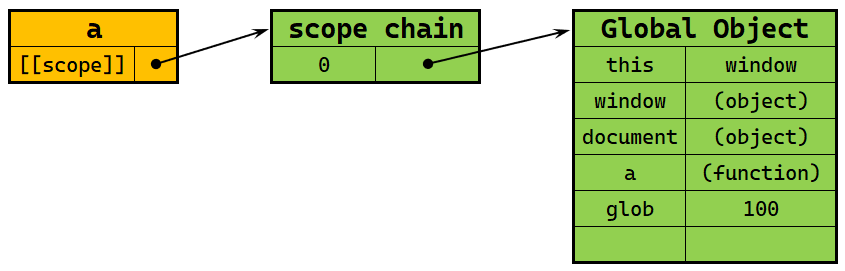 a
[[scope]]
scope chain
0
Global Object
this window
window (object)
document (object)
a (function)
glob 100